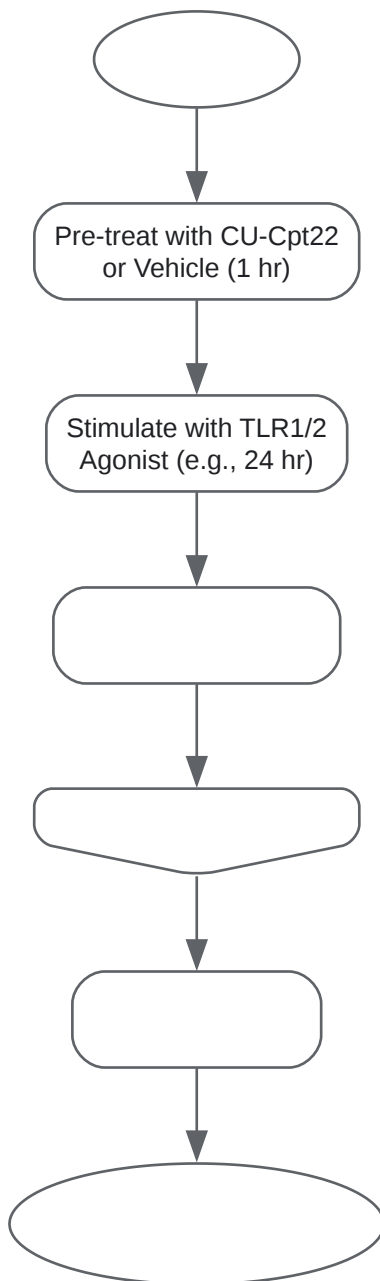 Pre-treat with CU-Cpt22
or Vehicle (1 hr)
Stimulate with TLR1/2
Agonist (e.g., 24 hr)